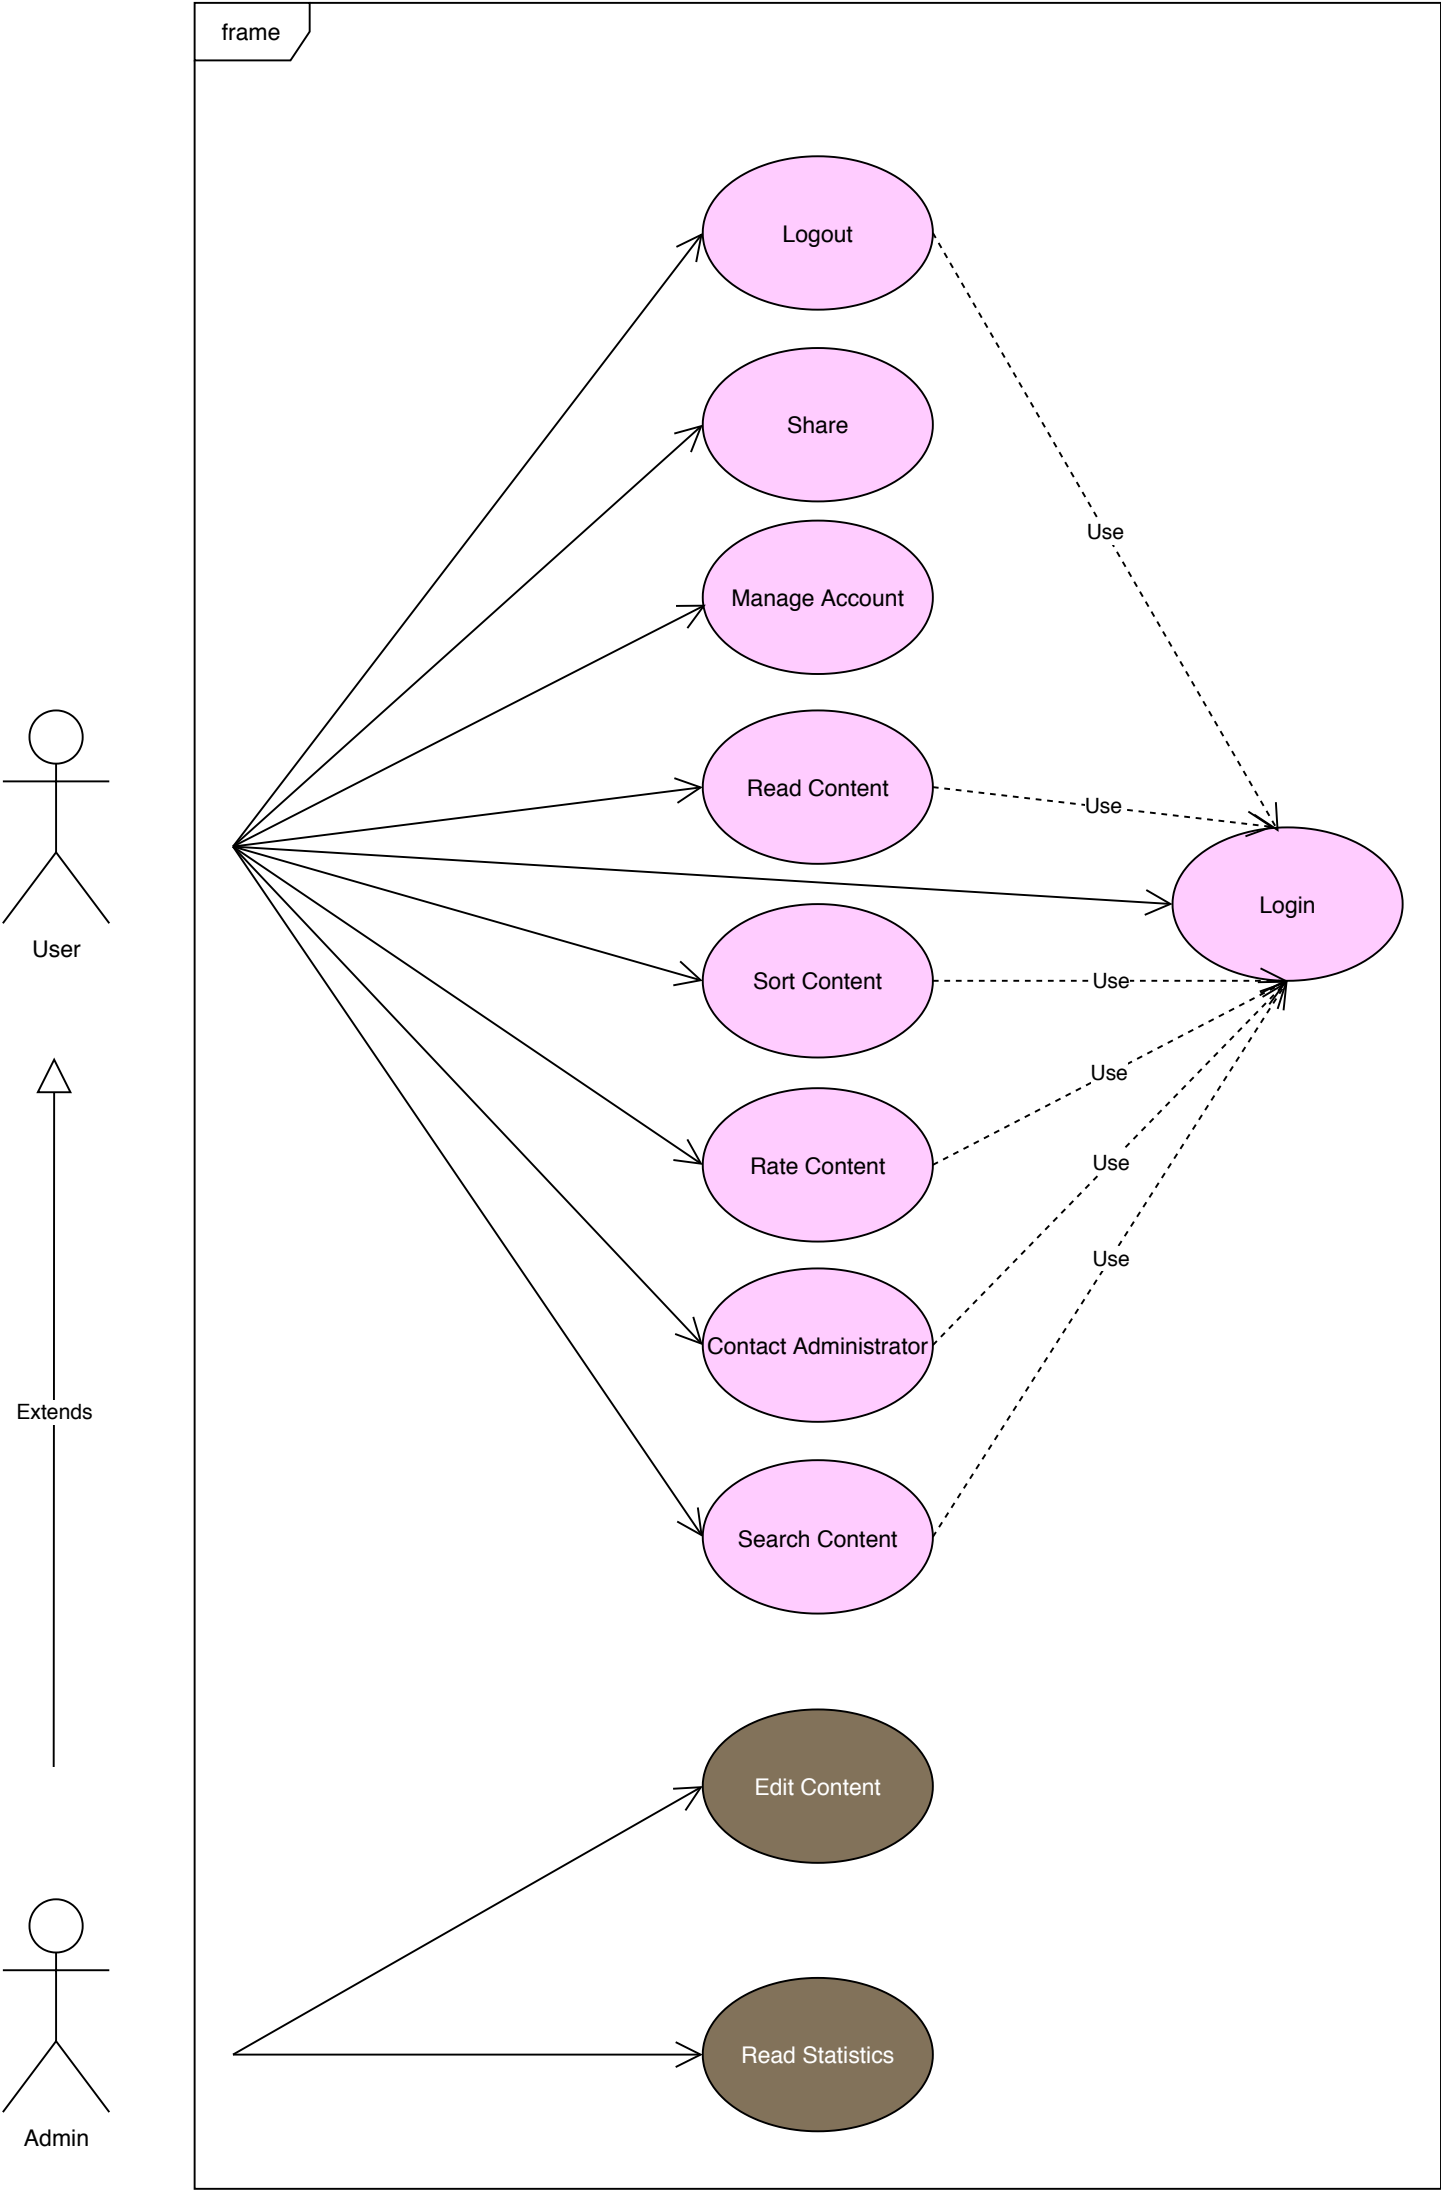 frame
Logout
Share
Use
Manage Account
Read Content
Use
Login
User
Sort Content
Use
Use
Rate Content
Use
Use
Contact Administrator
Extends
Search Content
Edit Content
Read Statistics
Admin